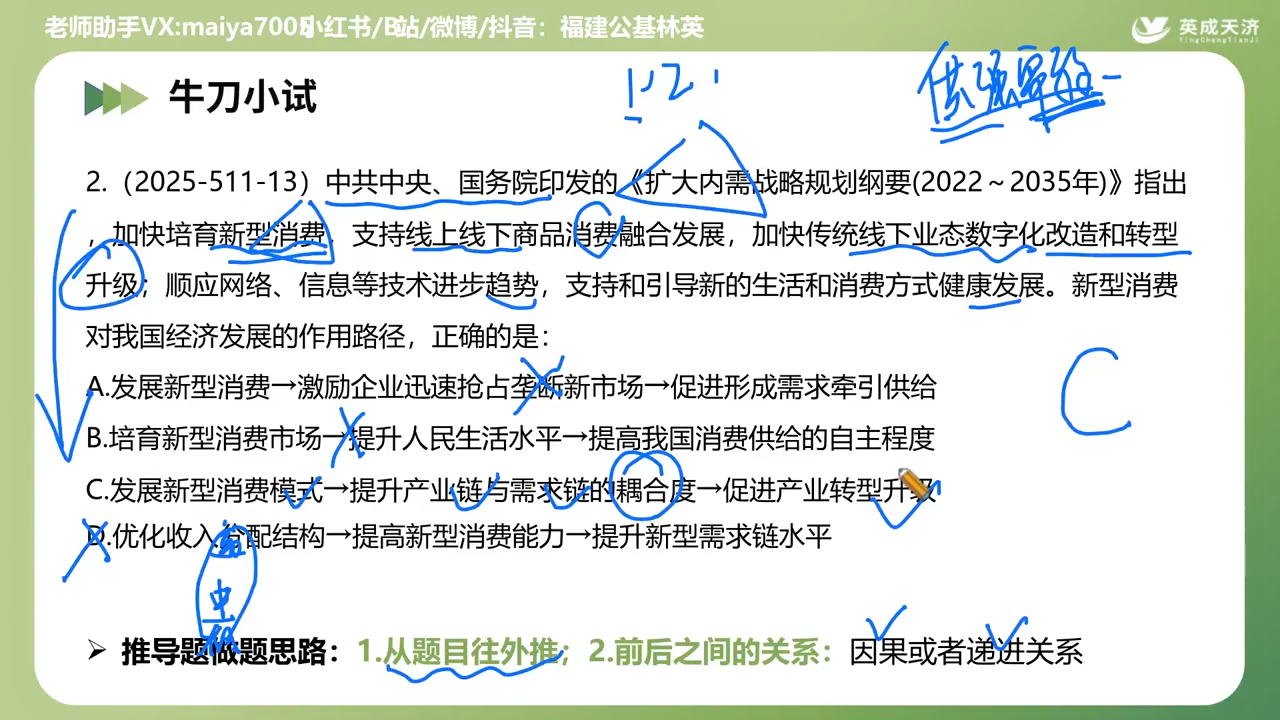 老师助手VX:maiya7005小红书/B站/微博/抖音：福建公基林英
英成天济
YingChengTianJi
牛刀小试
1.2.
供 需
2.（2025-511-13）中共中央、国务院印发的《扩大内需战略规划纲要(2022～2035年)》指出
，加快培育新型消费，支持线上线下商品消费融合发展，加快传统线下业态数字化改造和转型
升级；顺应网络、信息等技术进步趋势，支持和引导新的生活和消费方式健康发展。新型消费
对我国经济发展的作用路径，正确的是：
A.发展新型消费→激励企业迅速抢占垄断新市场→促进形成需求牵引供给
B.培育新型消费市场→提升人民生活水平→提高我国消费供给的自主程度
C.发展新型消费模式→提升产业链与需求链的耦合度→促进产业转型升级
D.优化收入分配结构→提高新型消费能力→提升新型需求链水平
C
中
➢ 推导题做题思路：1.从题目往外推；2.前后之间的关系：因果或者递进关系